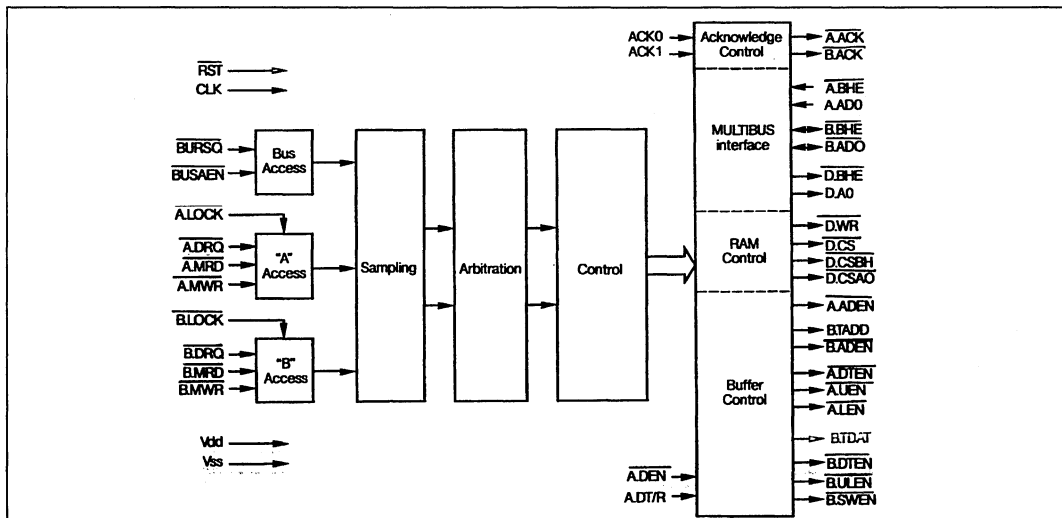 RST
CLK
BURSQ
BUSAEN
Bus
Access
A.LOCK
A.DRQ
A.MRD
A.MWR
"A"
Access
B.LOCK
B.DRQ
B.MRD
B.MWR
"B"
Access
Vdd
Vss
Sampling
Arbitration
Control
ACK0
ACK1
Acknowledge
Control
A.ACK
B.ACK
MULTIBUS
interface
A.BHE
A.AD0
B.BHE
B.ADO
D.BHE
D.A0
RAM
Control
D.WR
D.CS
D.CSBH
D.CSAO
Buffer
Control
A.DEN
A.DT/R
A.ADEN
B.TADD
B.ADEN
A.DTEN
A.UEN
A.LEN
B.TDAT
B.DTEN
B.ULEN
B.SWEN